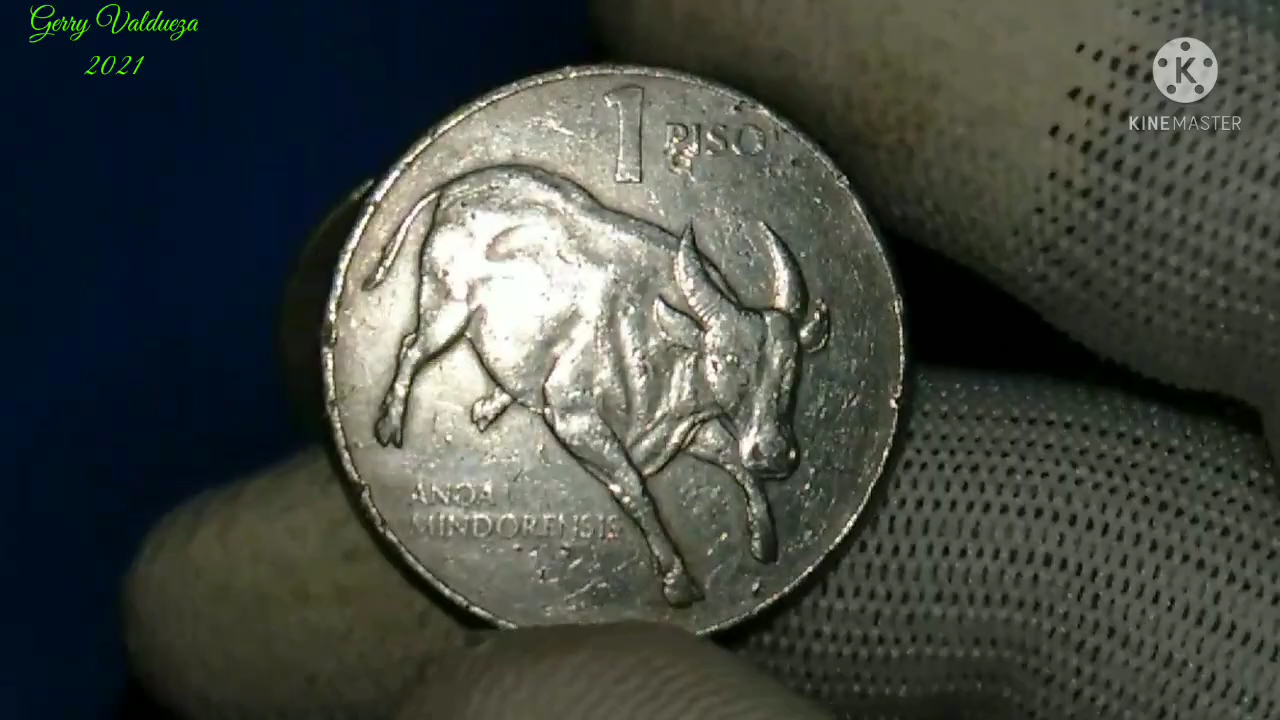 Gerry Valdueza
2021
KINEMASTER
1 PISO
ANOA
MINDORENSIS